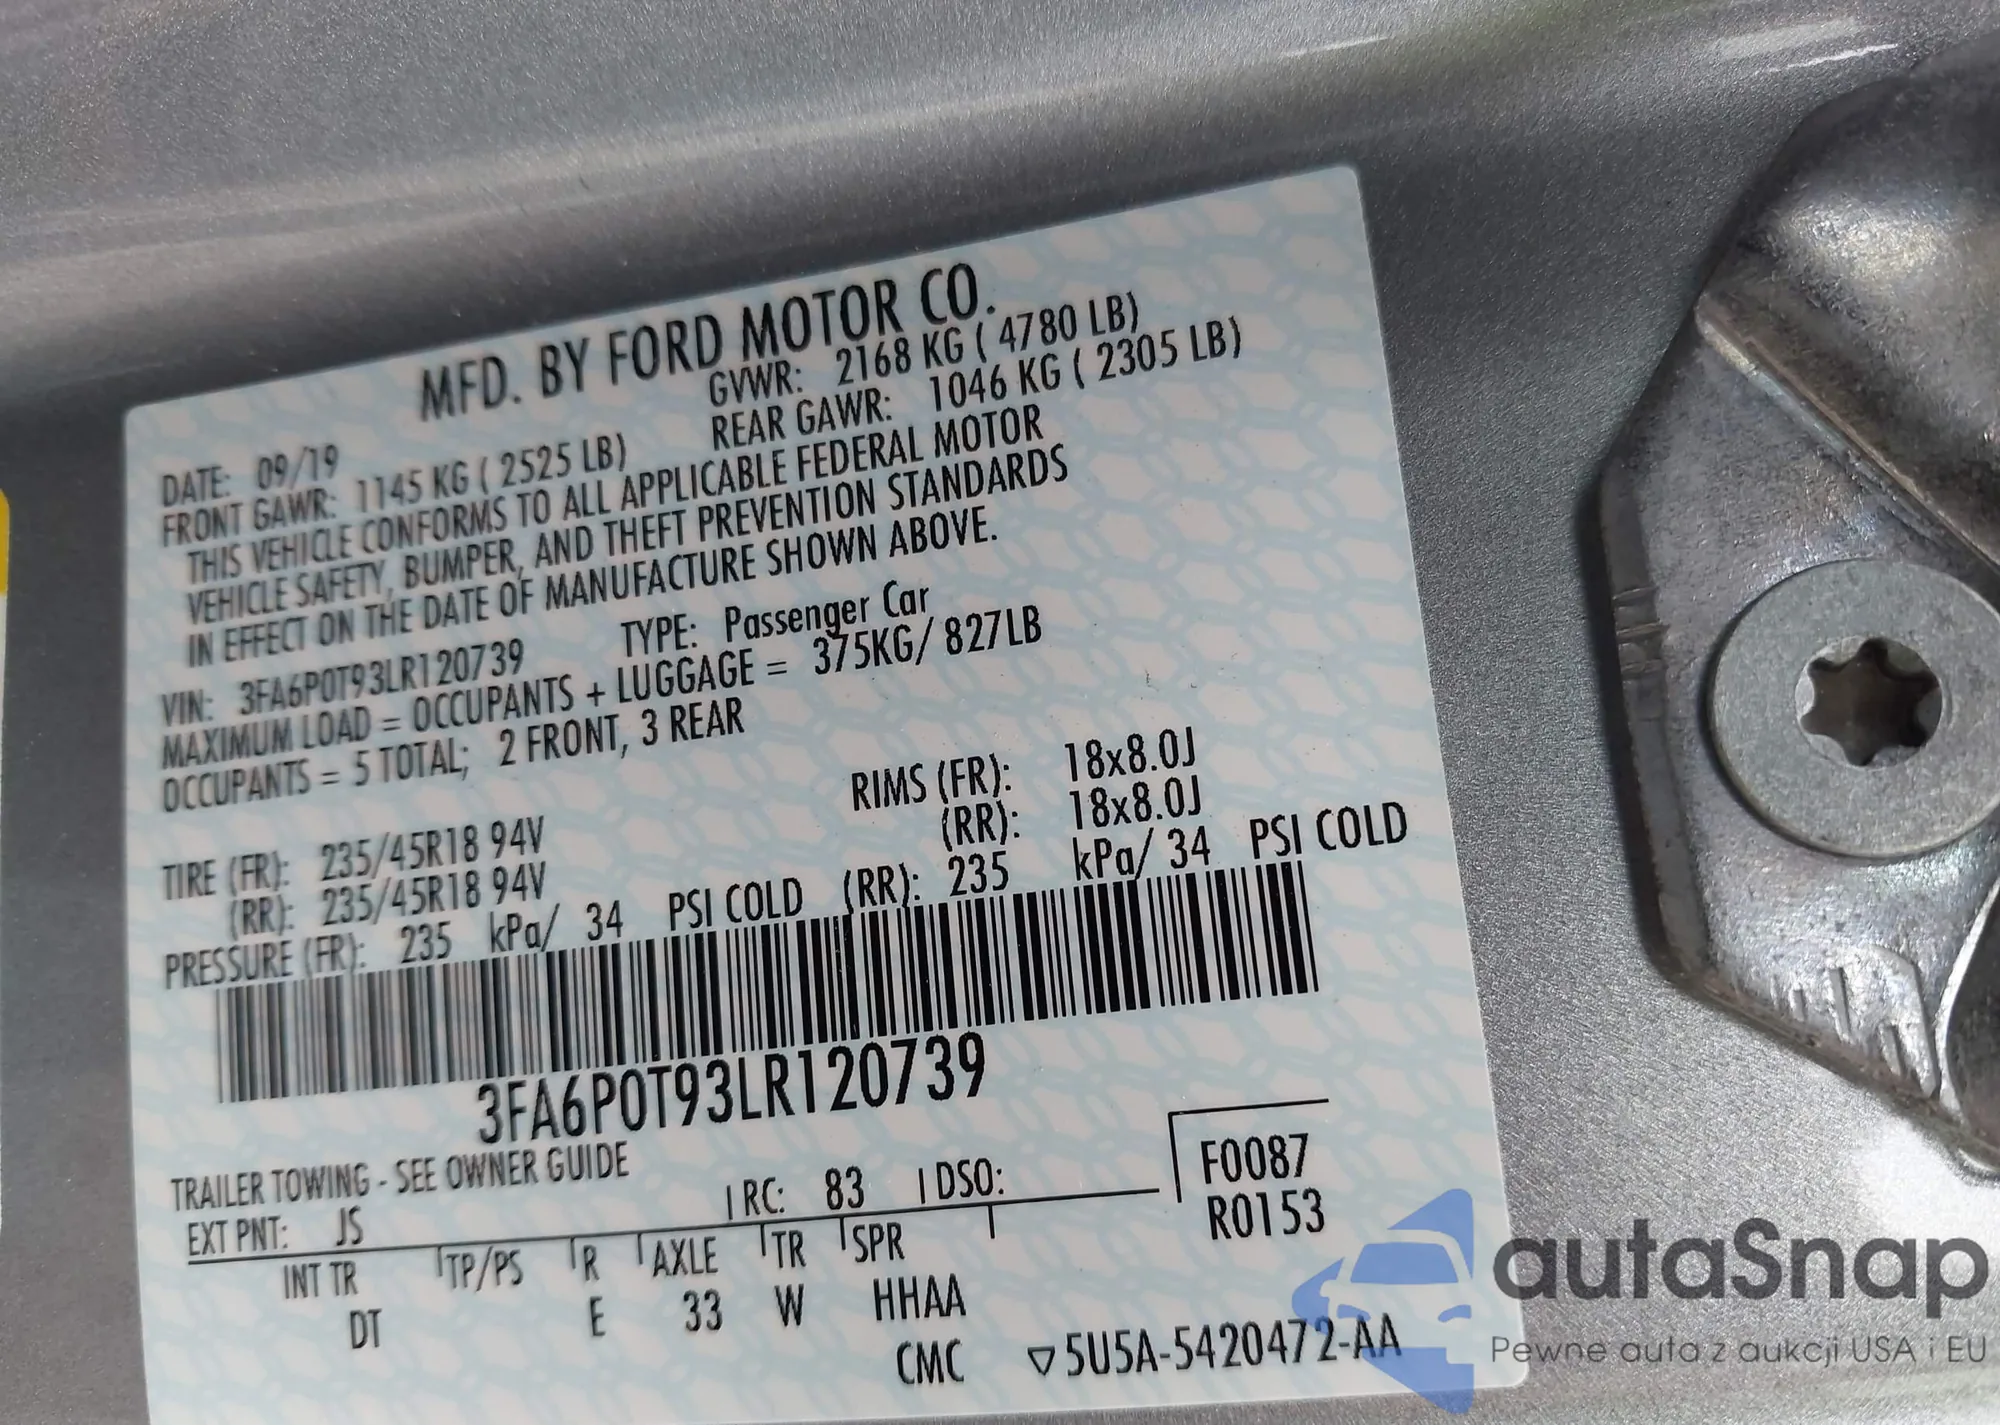 MFD. BY FORD MOTOR CO.
DATE: 09/19 GVWR: 2168 KG ( 4780 LB)
FRONT GAWR: 1145 KG ( 2525 LB) REAR GAWR: 1046 KG ( 2305 LB)
THIS VEHICLE CONFORMS TO ALL APPLICABLE FEDERAL MOTOR
VEHICLE SAFETY, BUMPER, AND THEFT PREVENTION STANDARDS
IN EFFECT ON THE DATE OF MANUFACTURE SHOWN ABOVE.
VIN: 3FA6P0T93LR120739 TYPE: Passenger Car
MAXIMUM LOAD = OCCUPANTS + LUGGAGE = 375KG/ 827LB
OCCUPANTS = 5 TOTAL; 2 FRONT, 3 REAR
TIRE (FR): 235/45R18 94V RIMS (FR): 18x8.0J
(RR): 235/45R18 94V (RR): 18x8.0J
PRESSURE (FR): 235 kPa/ 34 PSI COLD (RR): 235 kPa/ 34 PSI COLD
3FA6P0T93LR120739
TRAILER TOWING - SEE OWNER GUIDE
EXT PNT: JS RC: 83 DSO: F0087
R0153
INT TR TP/PS R AXLE TR SPR
DT E 33 W HHAA
CMC ▽5U5A-5420472-AA
autaSnap
Pewne auta z aukcji USA i EU